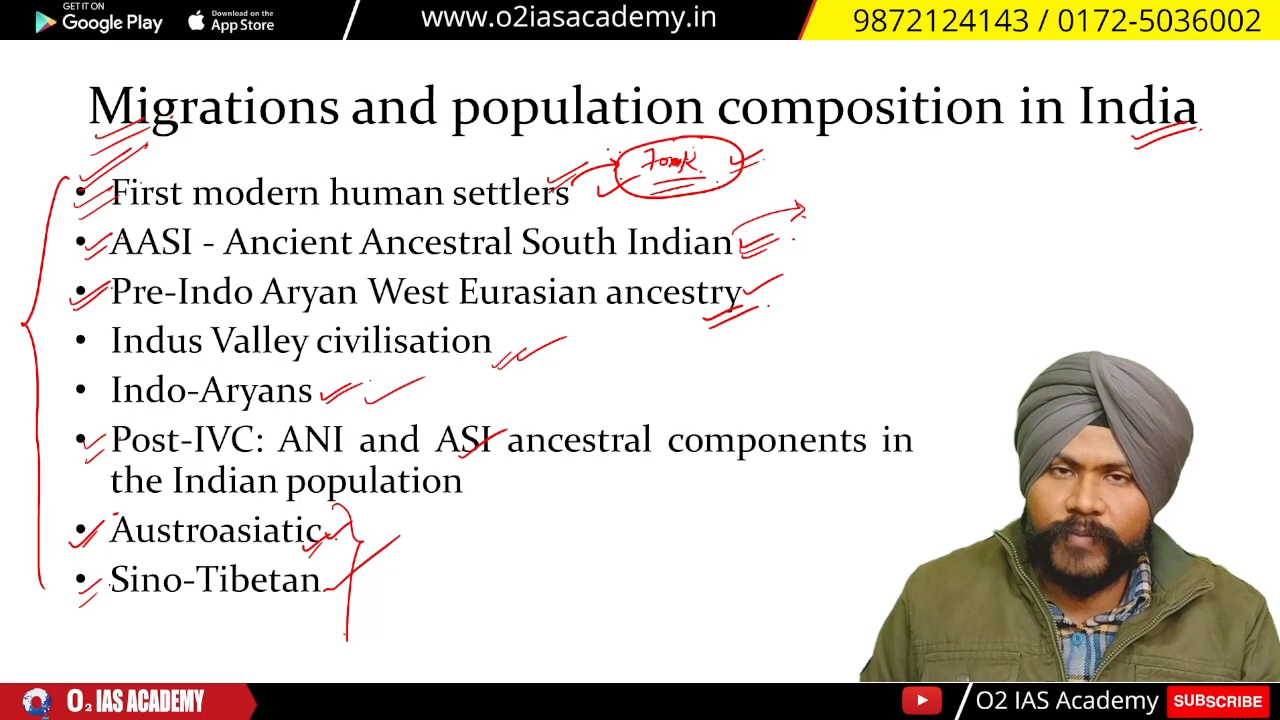 GET IT ON
Google Play
Download on the
App Store
www.o2iasacademy.in
9872124143 / 0172-5036002
Migrations and population composition in India
• First modern human settlers
• AASI - Ancient Ancestral South Indian
• Pre-Indo Aryan West Eurasian ancestry
• Indus Valley civilisation
• Indo-Aryans
• Post-IVC: ANI and ASI ancestral components in
the Indian population
• Austroasiatic
• Sino-Tibetan
O2 IAS ACADEMY
O2 IAS Academy
SUBSCRIBE